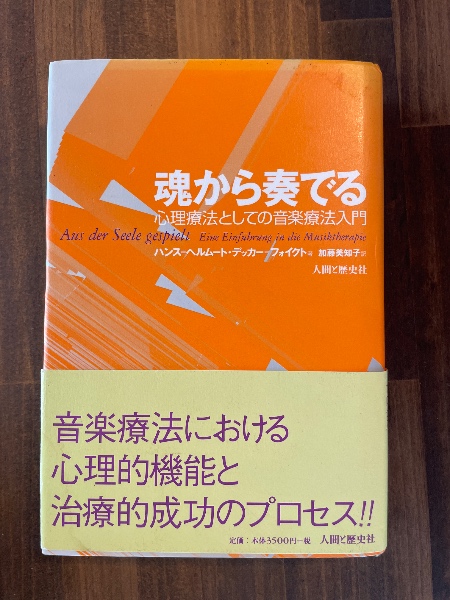 魂から奏でる
心理療法としての音楽療法入門
Aus der Seele gespielt Eine Einführung in die Musiktherapie
ハンス=ヘルムート・デッカー=フォイクト著 加藤美知子訳
人間と歴史社
音楽療法における
心理的機能と
治療的成功のプロセス!!
定価:本体3500円+税 人間と歴史社